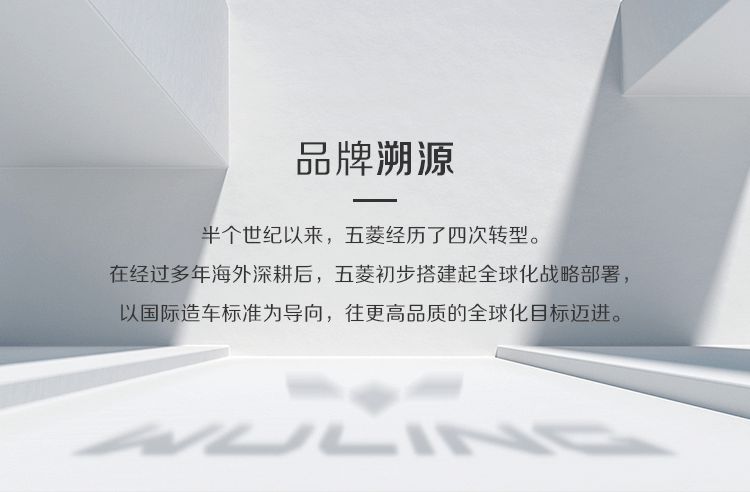 品牌溯源
半个世纪以来，五菱经历了四次转型。
在经过多年海外深耕后，五菱初步搭建起全球化战略部署，
以国际造车标准为导向，往更高品质的全球化目标迈进。
WULING